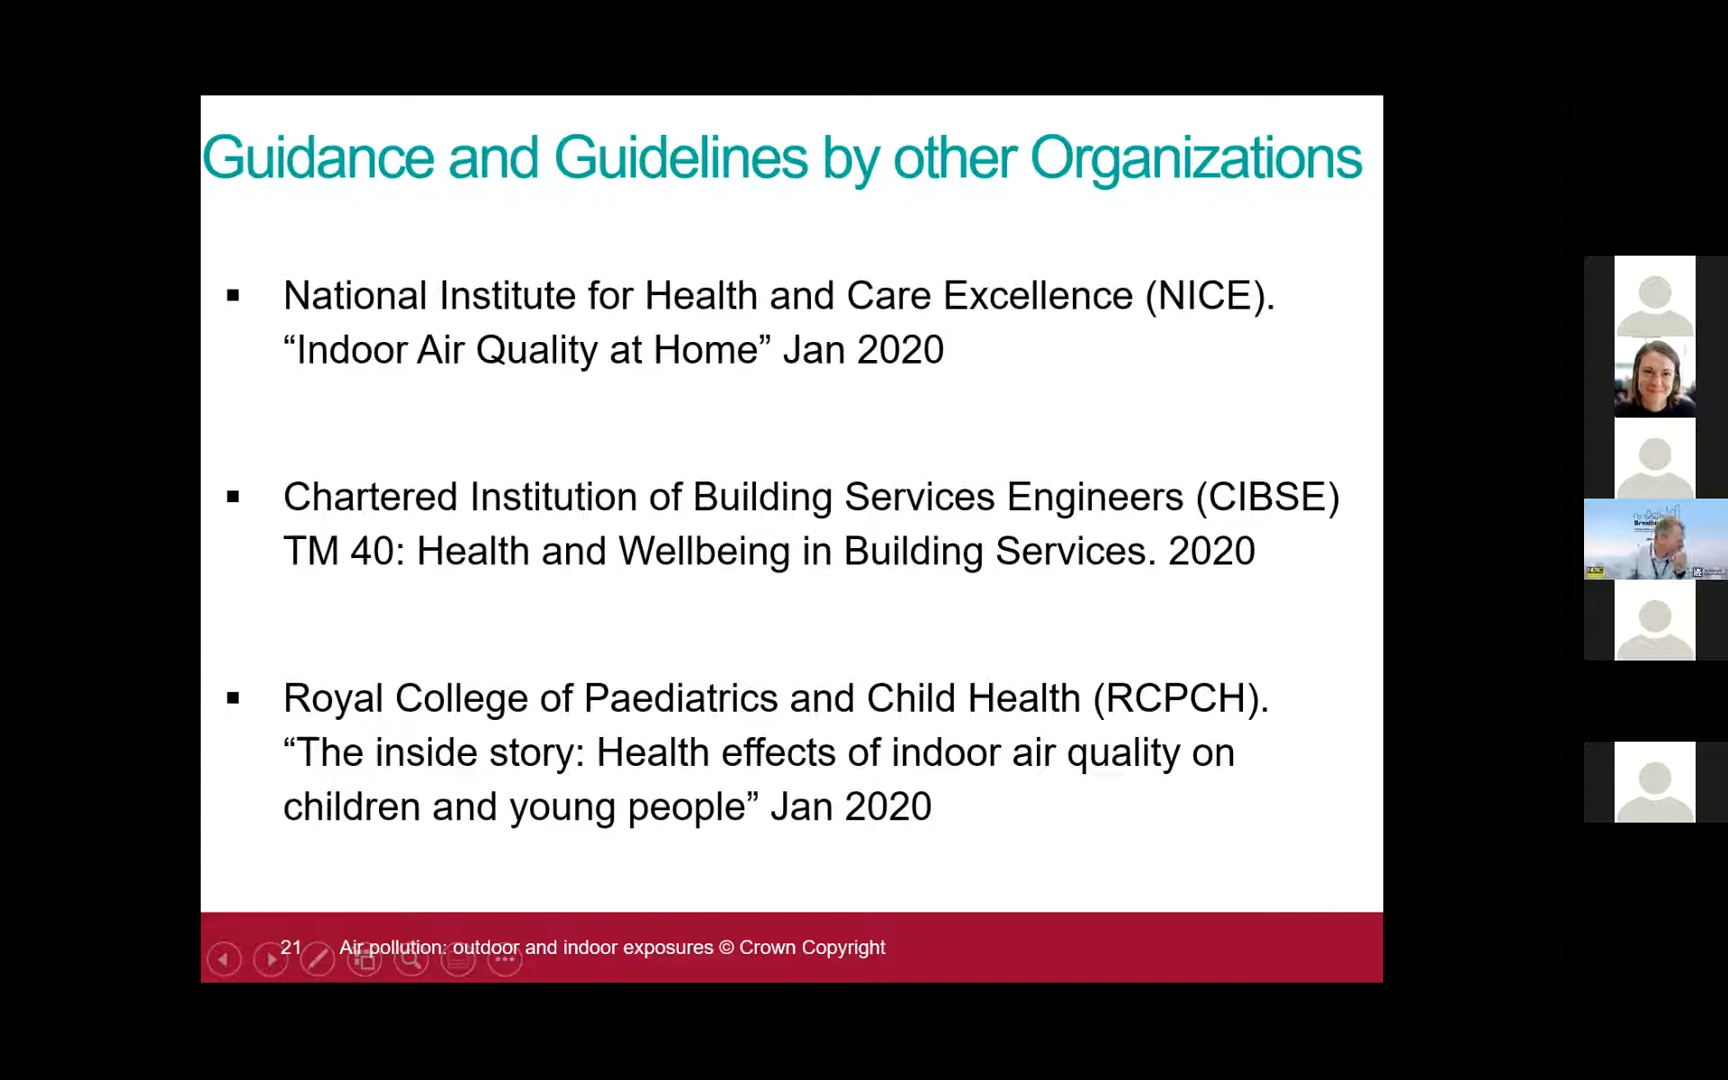 Guidance and Guidelines by other Organizations
▪ National Institute for Health and Care Excellence (NICE).
“Indoor Air Quality at Home” Jan 2020
▪ Chartered Institution of Building Services Engineers (CIBSE)
TM 40: Health and Wellbeing in Building Services. 2020
▪ Royal College of Paediatrics and Child Health (RCPCH).
“The inside story: Health effects of indoor air quality on
children and young people” Jan 2020
21 Air pollution: outdoor and indoor exposures © Crown Copyright